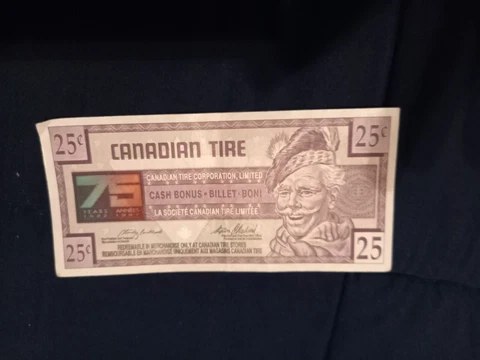 25¢ 25¢
CANADIAN TIRE
CANADIAN TIRE CORPORATION, LIMITED
75 CASH BONUS • BILLET-BONI
YEARS
LA SOCIÉTÉ CANADIAN TIRE LIMITÉE
REDEEMABLE IN MERCHANDISE ONLY AT CANADIAN TIRE STORES
25¢ 25
REMBOURSABLE EN MARCHANDISE UNIQUEMENT AUX MAGASINS CANADIAN TIRE